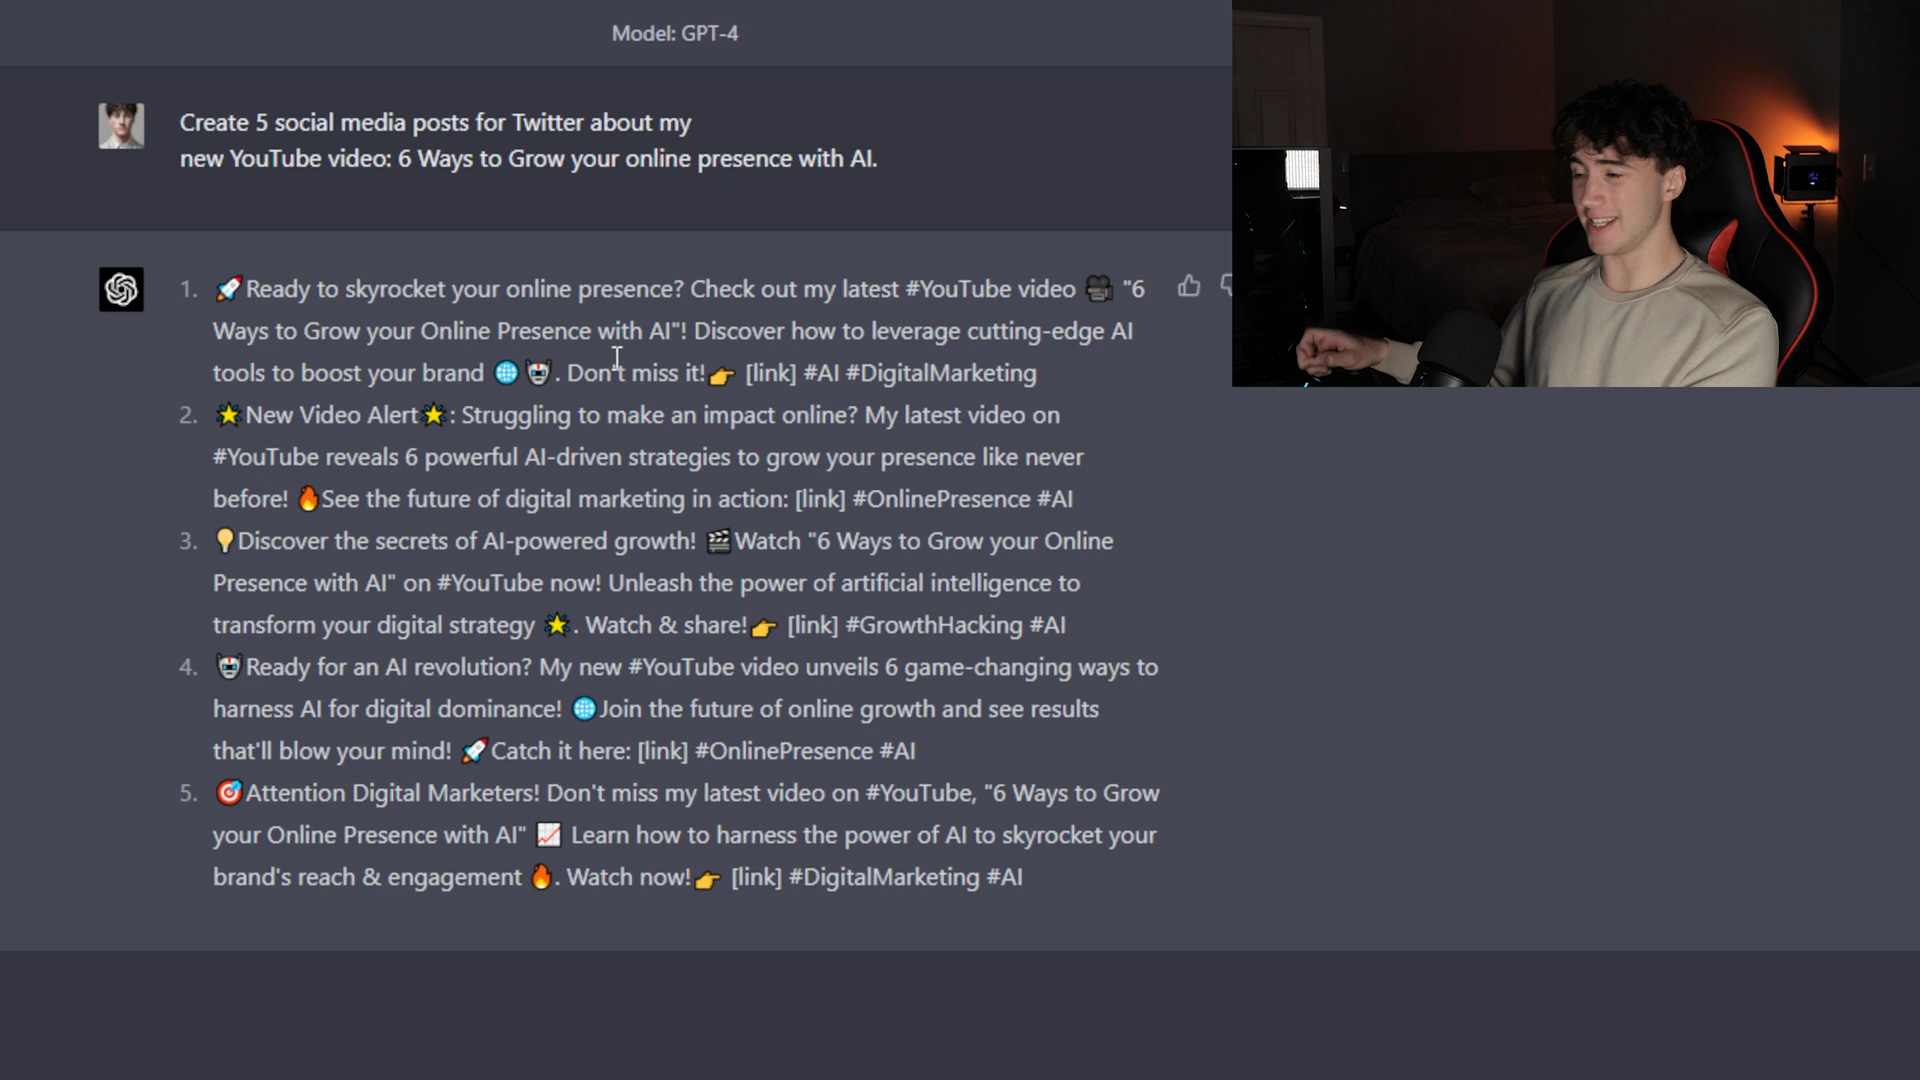 Model: GPT-4
Create 5 social media posts for Twitter about my
new YouTube video: 6 Ways to Grow your online presence with AI.
1. 🚀Ready to skyrocket your online presence? Check out my latest #YouTube video 🎥 "6
Ways to Grow your Online Presence with AI"! Discover how to leverage cutting-edge AI
tools to boost your brand 🌐🤖. Don't miss it!👉 [link] #AI #DigitalMarketing
2. 🌟New Video Alert🌟: Struggling to make an impact online? My latest video on
#YouTube reveals 6 powerful AI-driven strategies to grow your presence like never
before! 🔥See the future of digital marketing in action: [link] #OnlinePresence #AI
3. 💡Discover the secrets of AI-powered growth! 🎬Watch "6 Ways to Grow your Online
Presence with AI" on #YouTube now! Unleash the power of artificial intelligence to
transform your digital strategy 🌟. Watch & share!👉 [link] #GrowthHacking #AI
4. 🤖Ready for an AI revolution? My new #YouTube video unveils 6 game-changing ways to
harness AI for digital dominance! 🌐Join the future of online growth and see results
that'll blow your mind! 🚀Catch it here: [link] #OnlinePresence #AI
5. 🎯Attention Digital Marketers! Don't miss my latest video on #YouTube, "6 Ways to Grow
your Online Presence with AI" 📈 Learn how to harness the power of AI to skyrocket your
brand's reach & engagement 🔥. Watch now!👉 [link] #DigitalMarketing #AI